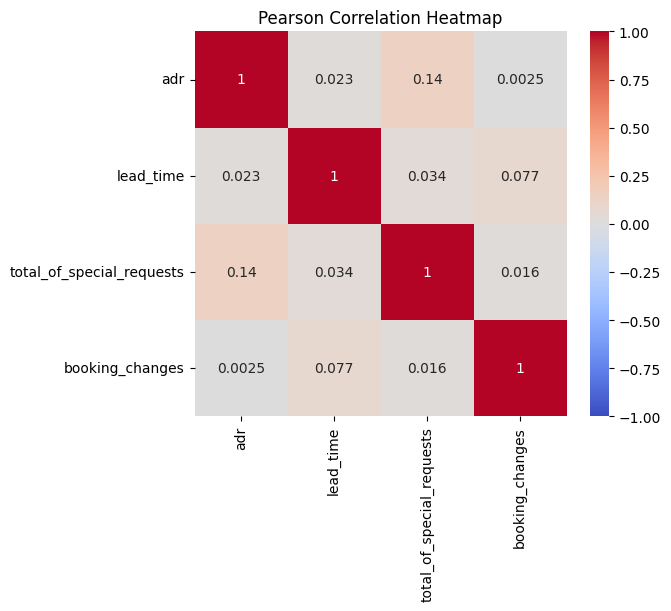 Pearson Correlation Heatmap
adr 1 0.023 0.14 0.0025
lead_time 0.023 1 0.034 0.077
total_of_special_requests 0.14 0.034 1 0.016
booking_changes 0.0025 0.077 0.016 1
adr
lead_time
total_of_special_requests
booking_changes
1.00
0.75
0.50
0.25
0.00
−0.25
−0.50
−0.75
−1.00